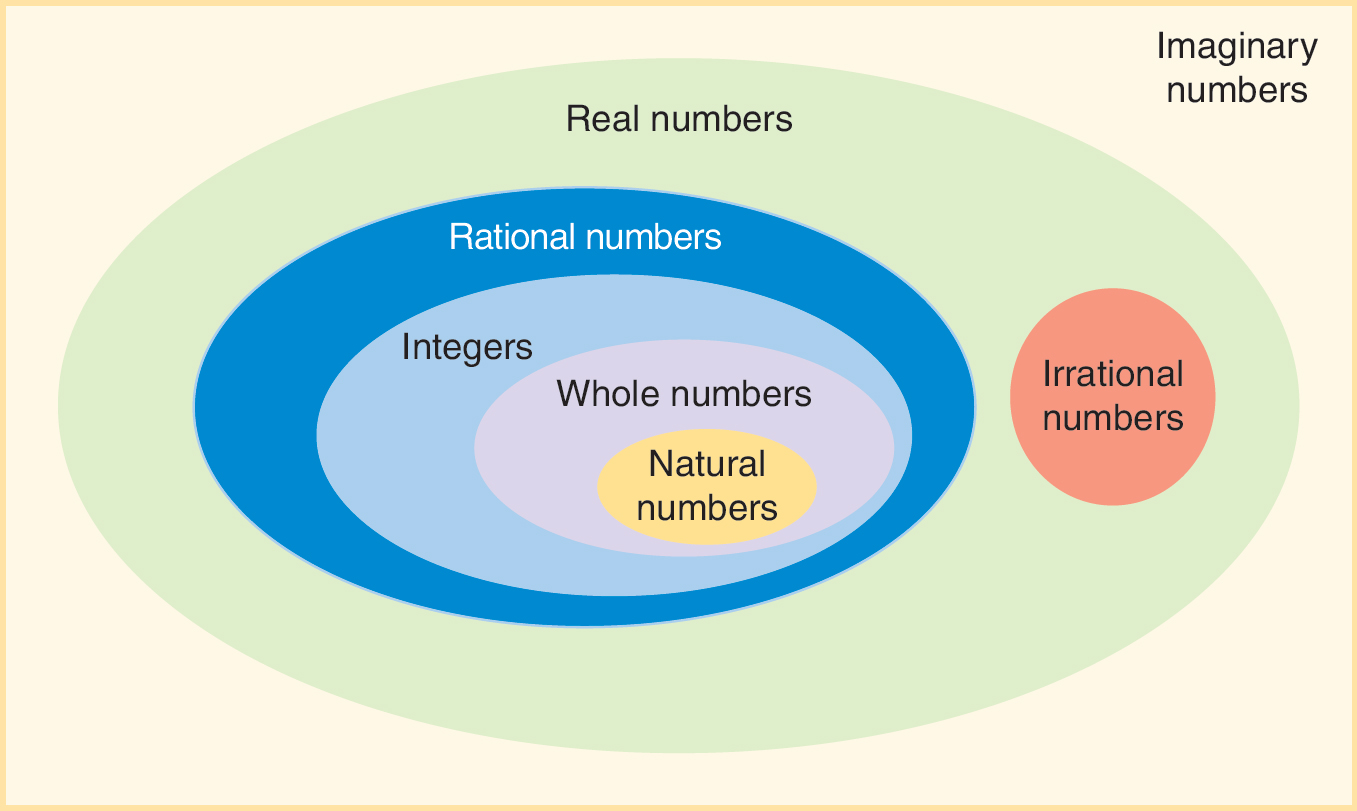 Imaginary
numbers
Real numbers
Rational numbers
Integers
Whole numbers
Natural
numbers
Irrational
numbers